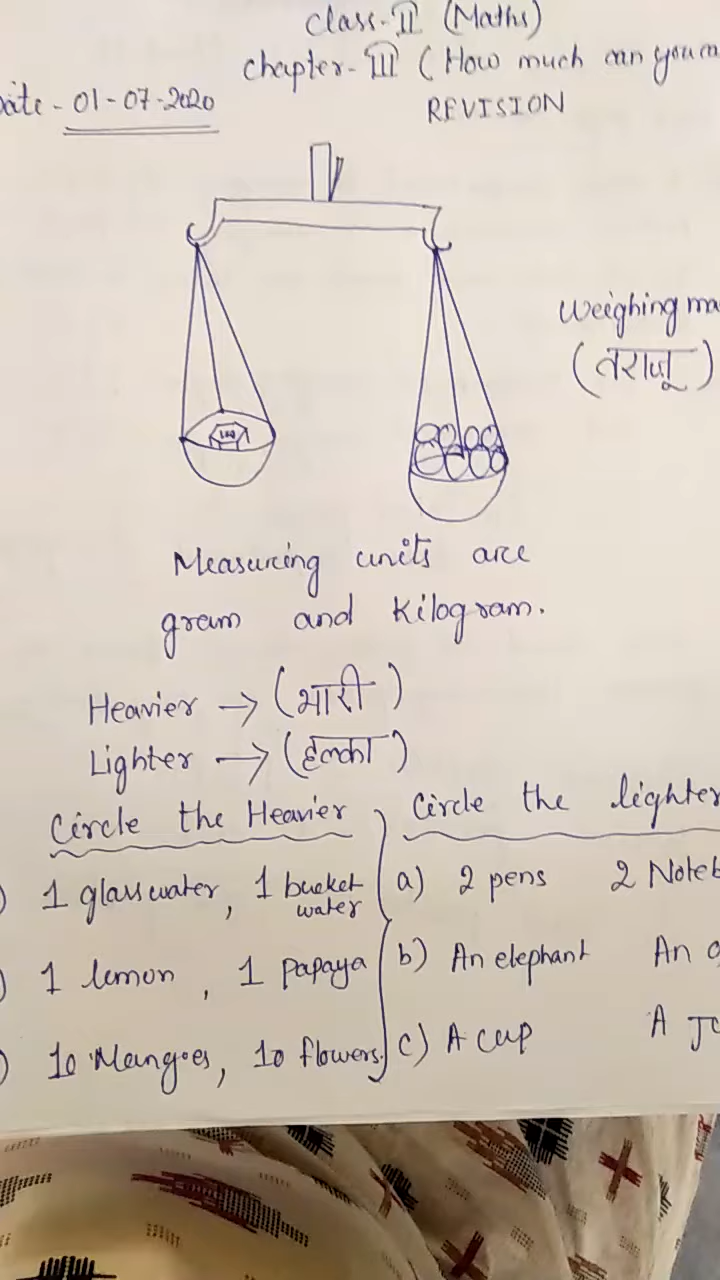 Class-II (Maths)
Chapter-III (How much can you
Date - 01-07-2020
REVISION
Weighing
(तराजू)
1kg
Measuring units are
gram and kilogram.
Heavier → (भारी)
Lighter → (हल्का)
Circle the Heavier
1 glass water, 1 bucket water
1 lemon, 1 papaya
10 Mangoes, 10 flowers.
Circle the lighter
a) 2 pens 2
b) An elephant An
c) A cup A